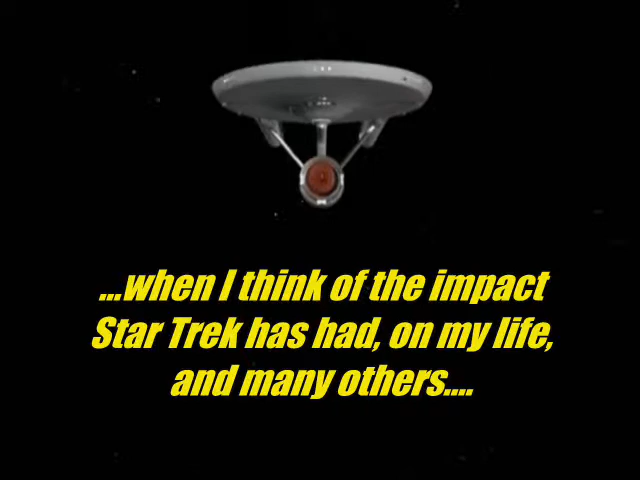 ...when I think of the impact
Star Trek has had, on my life,
and many others....